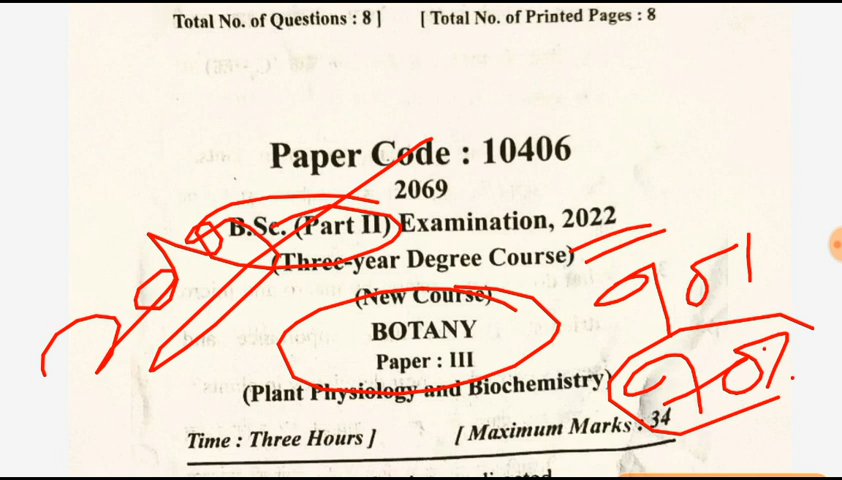 Total No. of Questions : 8 ] [ Total No. of Printed Pages : 8
Paper Code : 10406
2069
B.Sc. (Part II) Examination, 2022
(Three-year Degree Course)
(New Course)
BOTANY
Paper : III
(Plant Physiology and Biochemistry)
Time : Three Hours ] [ Maximum Marks : 34